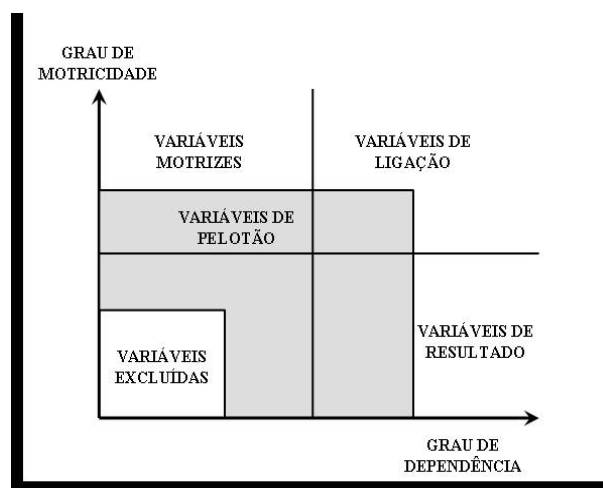 GRAU DE
MOTRICIDADE
VARIÁVEIS
MOTRIZES
VARIÁVEIS DE
LIGAÇÃO
VARIÁVEIS DE
PELOTÃO
VARIÁVEIS
EXCLUÍDAS
VARIÁVEIS DE
RESULTADO
GRAU DE
DEPENDÊNCIA